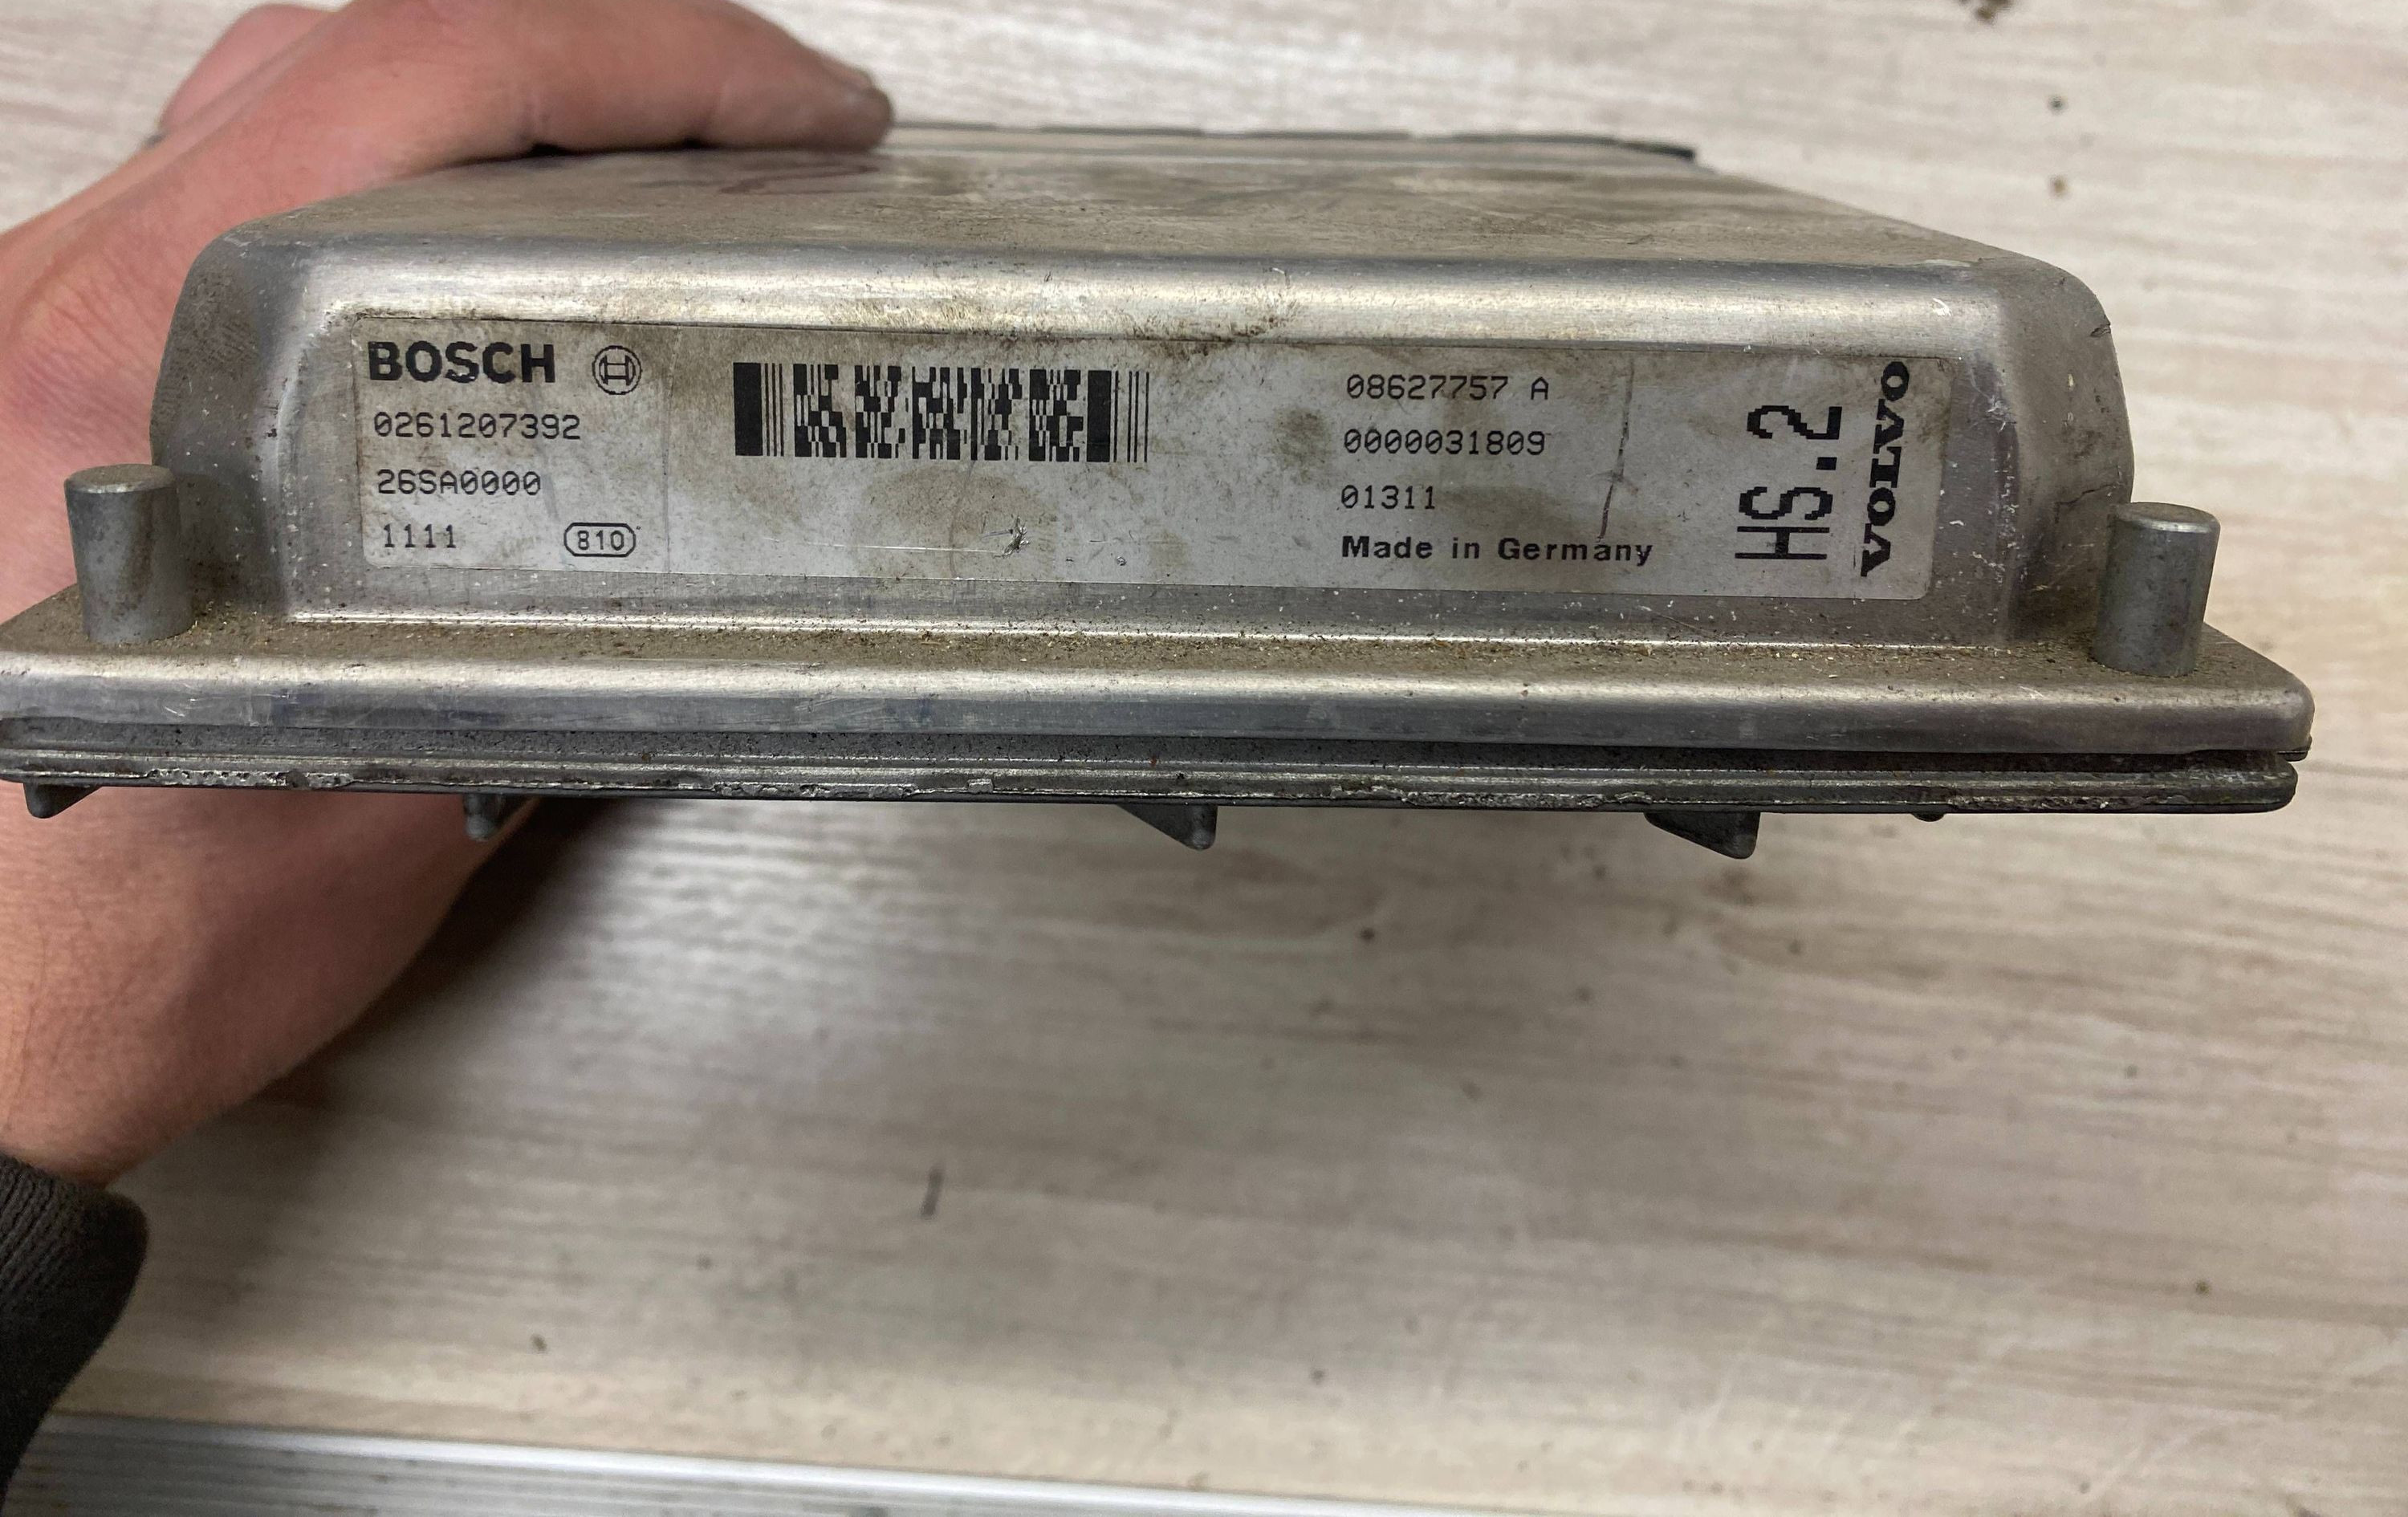 BOSCH
0261207392
26SA0000
1111 810
08627757 A
0000031809
01311
Made in Germany
HS.2
VOLVO